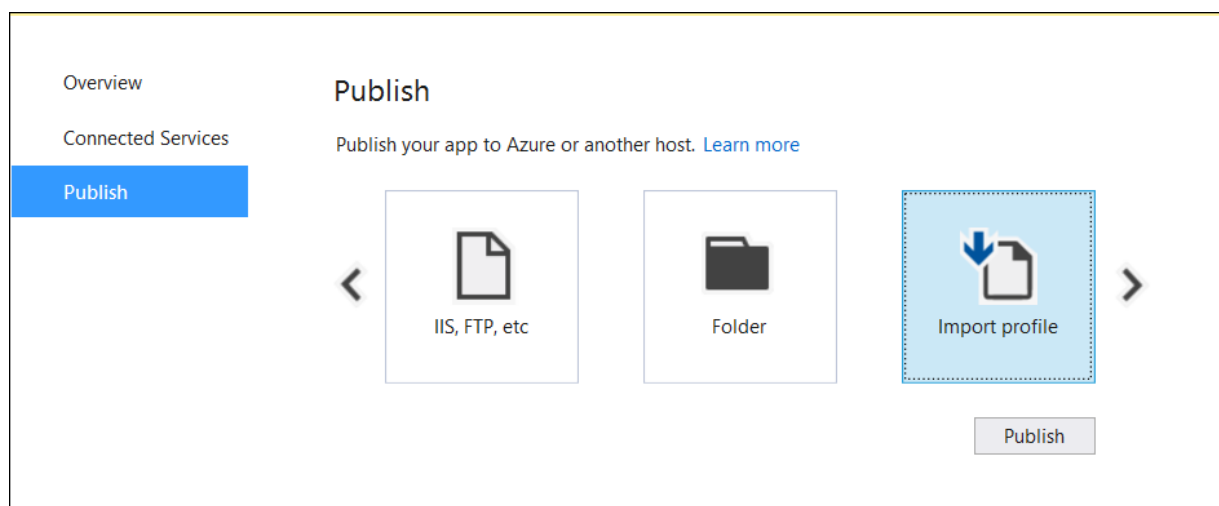 Overview
Connected Services
Publish
Publish
Publish your app to Azure or another host. Learn more
IIS, FTP, etc
Folder
Import profile
Publish